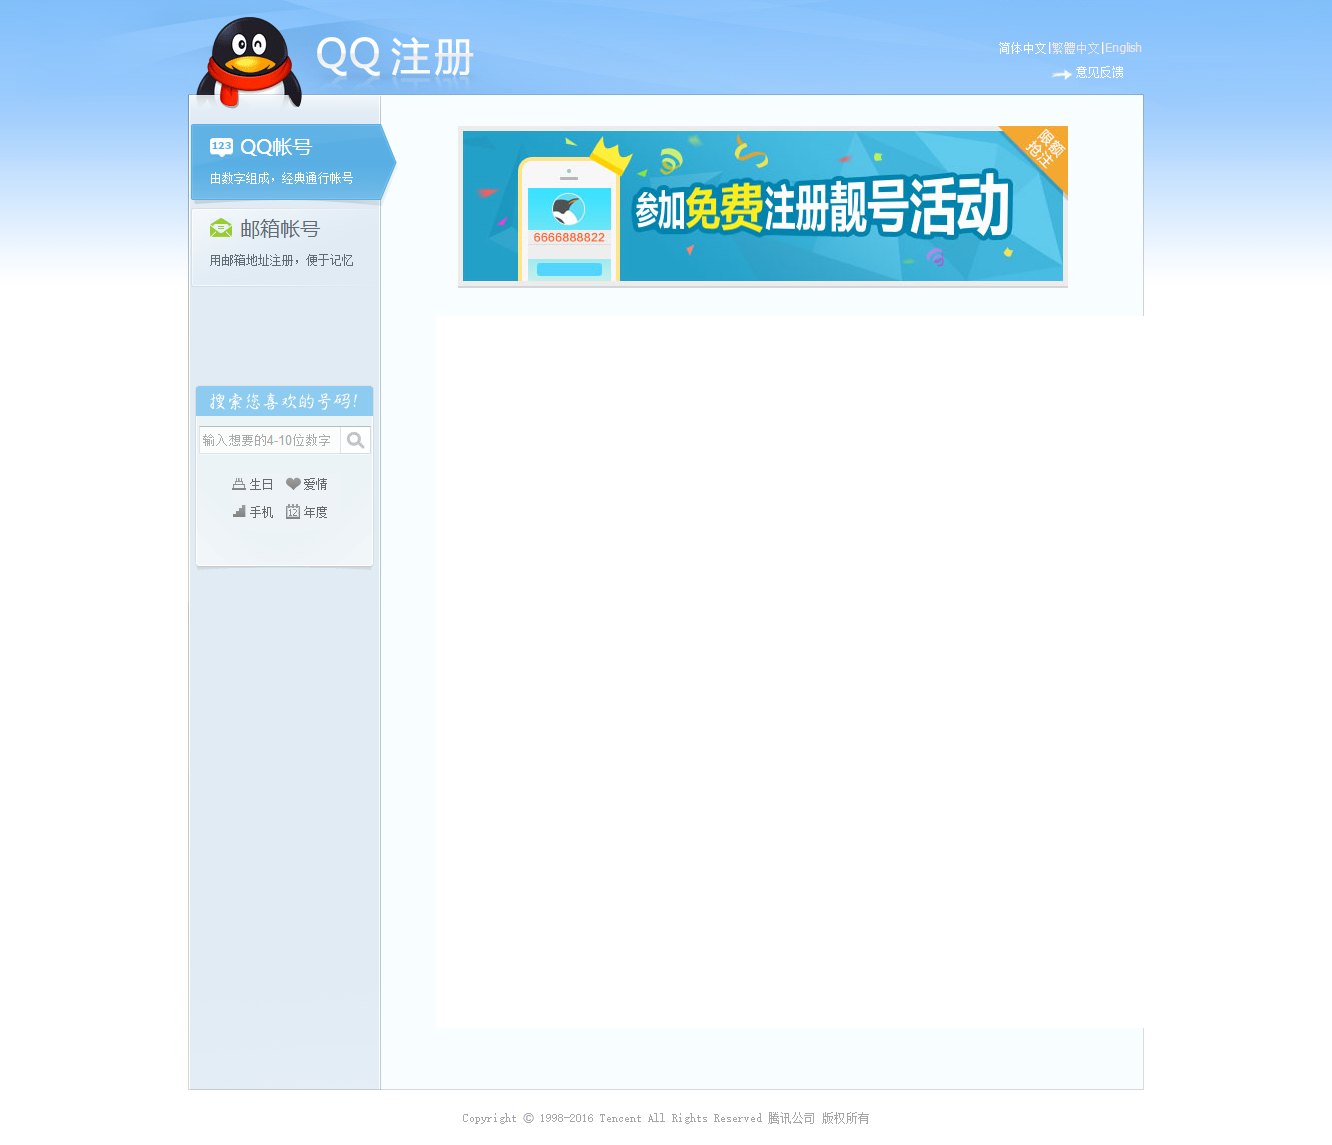 QQ 注册
简体中文|繁體中文|English
意见反馈
123 QQ帐号
由数字组成，经典通行帐号
邮箱帐号
用邮箱地址注册，便于记忆
限额
抢注
参加免费注册靓号活动
6666888822
搜索您喜欢的号码!
输入想要的4-10位数字
生日 爱情
手机 12 年度
Copyright © 1998-2016 Tencent All Rights Reserved 腾讯公司 版权所有